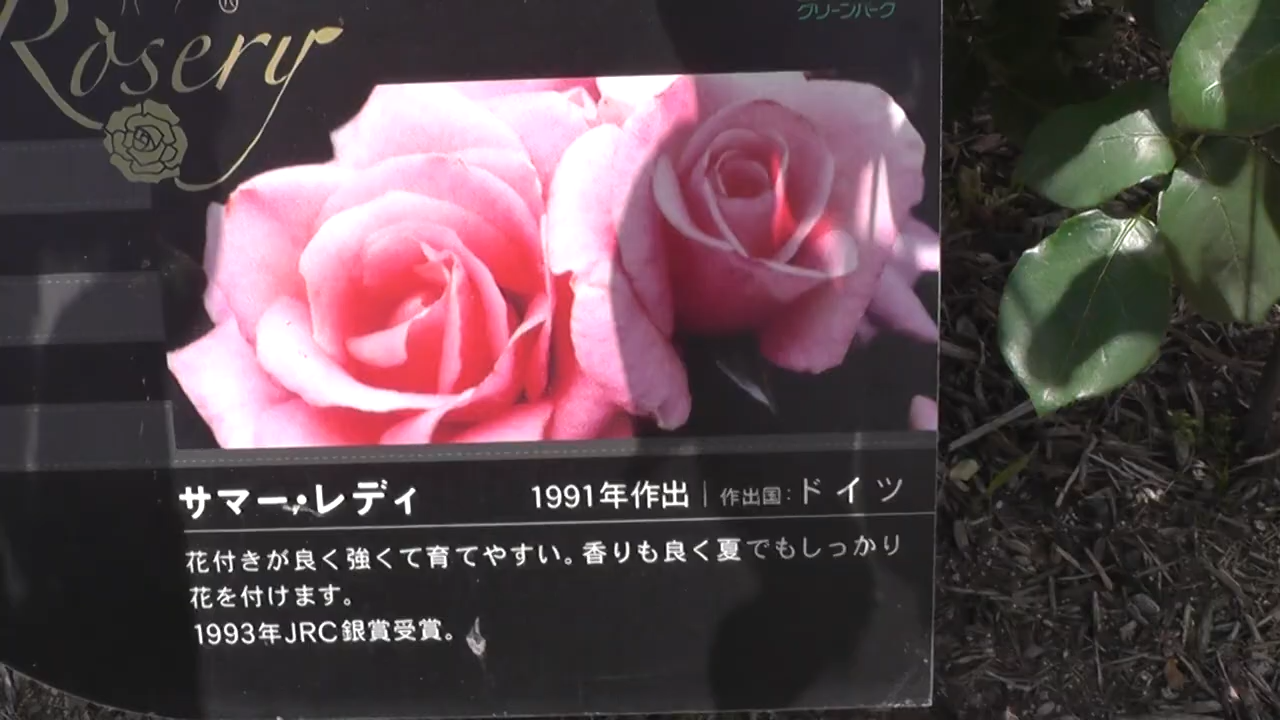 グリーンパーク
Rosery
サマー・レディ 1991年作出 | 作出国:ドイツ
花付きが良く強くて育てやすい。香りも良く夏でもしっかり
花を付けます。
1993年JRC銀賞受賞。